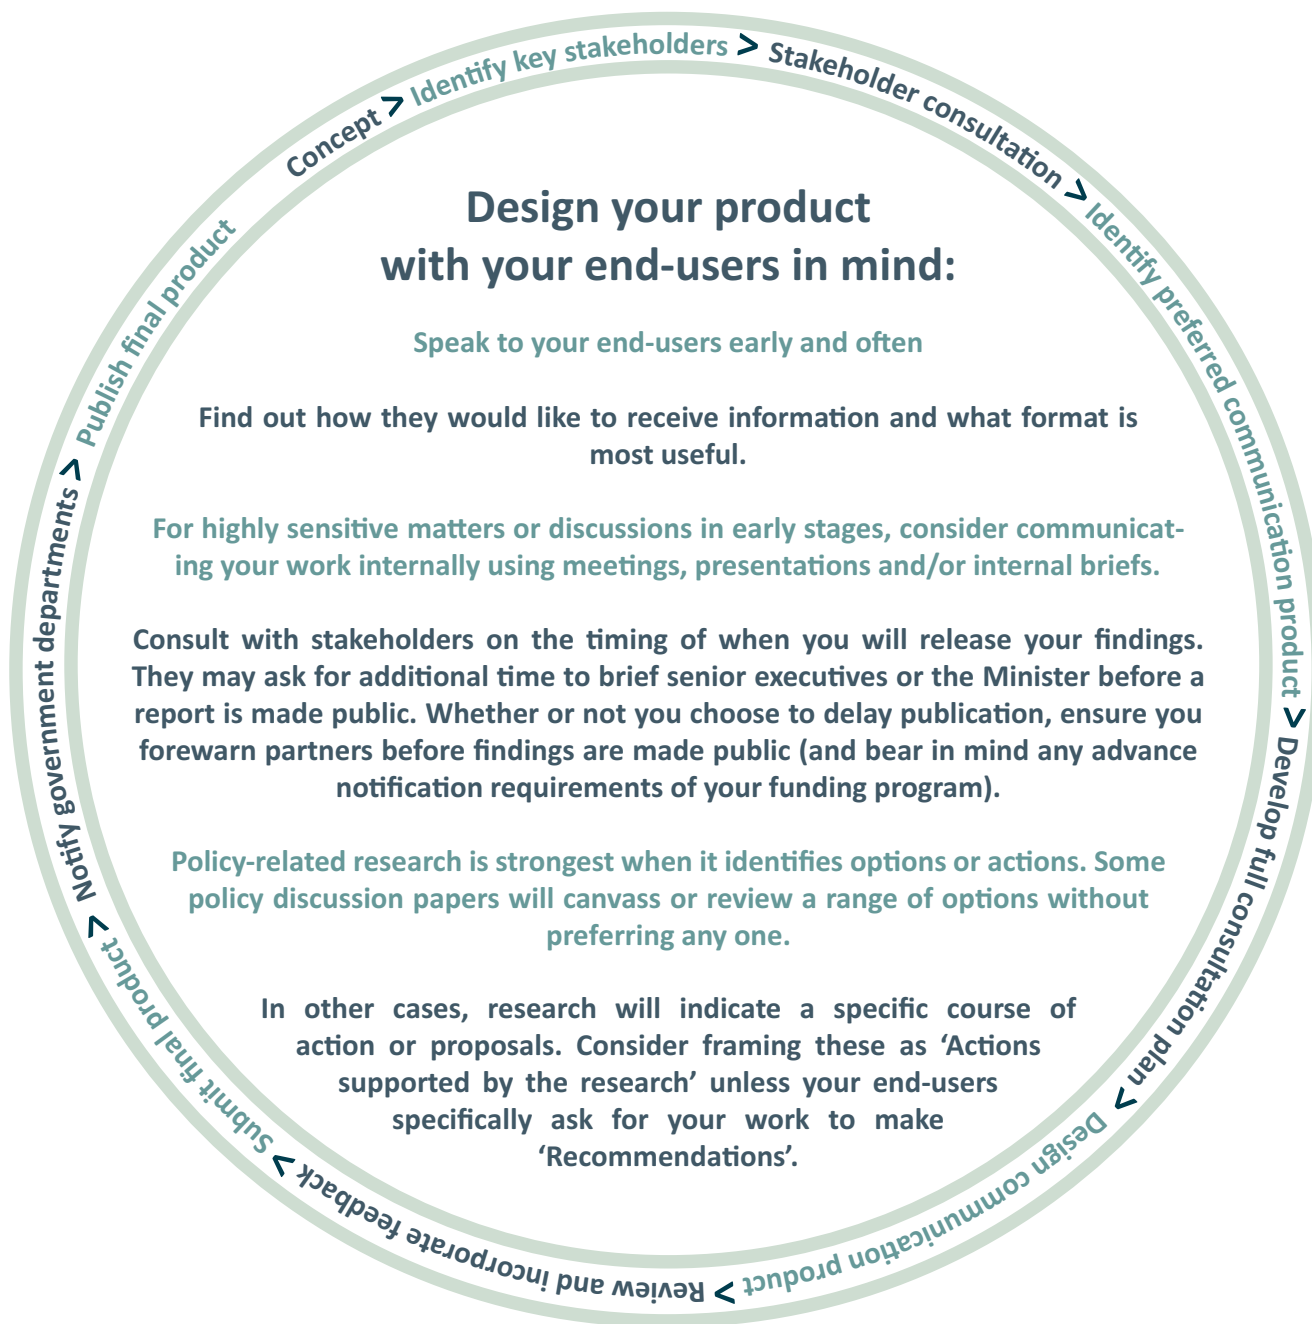 Concept > Identify key stakeholders > Stakeholder consultation > Identify preferred communication product > Develop full consultation plan > Design communication product > Review and incorporate feedback > Submit final product > Notify government departments > Publish final product
Design your product
with your end-users in mind:
Speak to your end-users early and often
Find out how they would like to receive information and what format is
most useful.
For highly sensitive matters or discussions in early stages, consider communicat-
ing your work internally using meetings, presentations and/or internal briefs.
Consult with stakeholders on the timing of when you will release your findings.
They may ask for additional time to brief senior executives or the Minister before a
report is made public. Whether or not you choose to delay publication, ensure you
forewarn partners before findings are made public (and bear in mind any advance
notification requirements of your funding program).
Policy-related research is strongest when it identifies options or actions. Some
policy discussion papers will canvass or review a range of options without
preferring any one.
In other cases, research will indicate a specific course of
action or proposals. Consider framing these as ‘Actions
supported by the research’ unless your end-users
specifically ask for your work to make
‘Recommendations’.